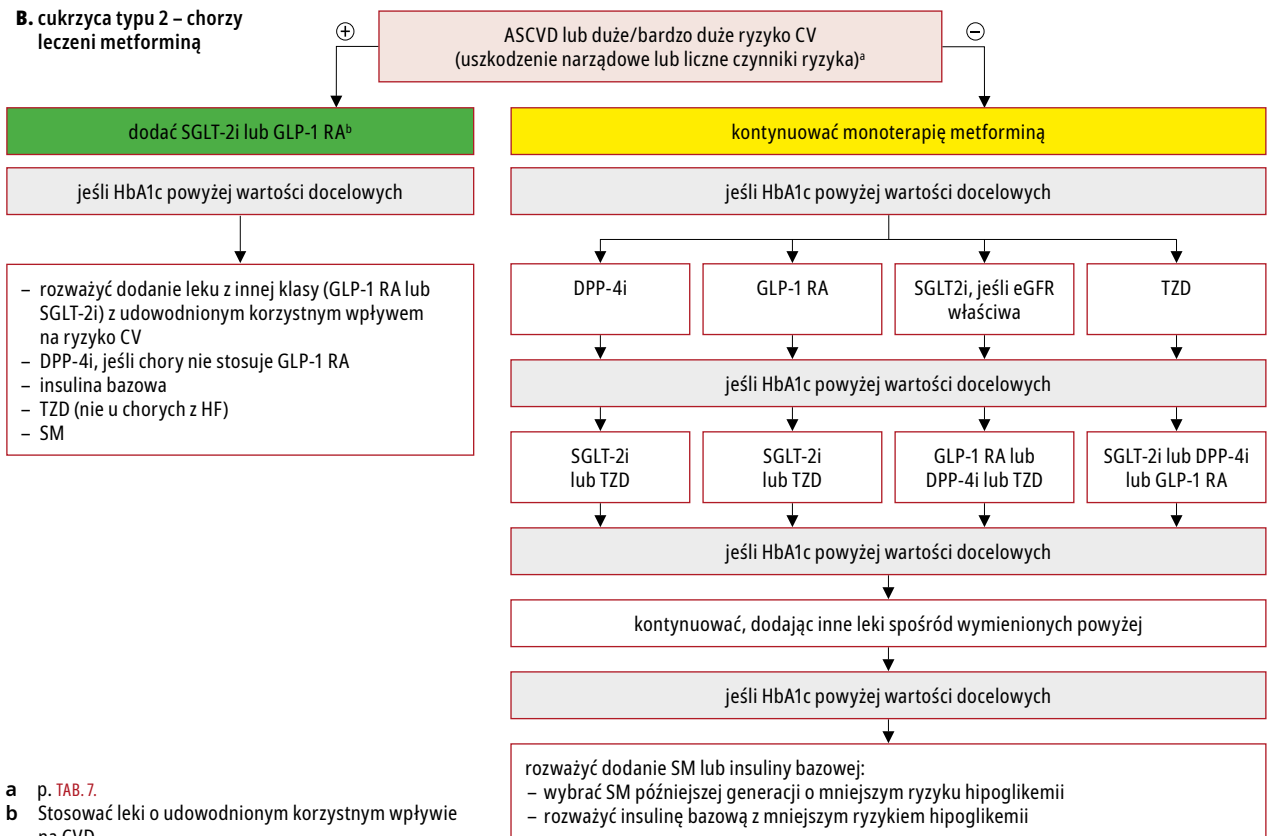 B. cukrzyca typu 2 – chorzy
leczeni metforminą
⊕
ASCVD lub duże/bardzo duże ryzyko CV
(uszkodzenie narządowe lub liczne czynniki ryzyka)ᵃ
⊖
dodać SGLT-2i lub GLP-1 RAᵇ
jeśli HbA1c powyżej wartości docelowych
– rozważyć dodanie leku z innej klasy (GLP-1 RA lub
SGLT-2i) z udowodnionym korzystnym wpływem
na ryzyko CV
– DPP-4i, jeśli chory nie stosuje GLP-1 RA
– insulina bazowa
– TZD (nie u chorych z HF)
– SM
kontynuować monoterapię metforminą
jeśli HbA1c powyżej wartości docelowych
DPP-4i
GLP-1 RA
SGLT2i, jeśli eGFR
właściwa
TZD
jeśli HbA1c powyżej wartości docelowych
SGLT-2i
lub TZD
SGLT-2i
lub TZD
GLP-1 RA lub
DPP-4i lub TZD
SGLT-2i lub DPP-4i
lub GLP-1 RA
jeśli HbA1c powyżej wartości docelowych
kontynuować, dodając inne leki spośród wymienionych powyżej
jeśli HbA1c powyżej wartości docelowych
rozważyć dodanie SM lub insuliny bazowej:
– wybrać SM późniejszej generacji o mniejszym ryzyku hipoglikemii
– rozważyć insulinę bazową z mniejszym ryzykiem hipoglikemii
a p. TAB. 7.
b Stosować leki o udowodnionym korzystnym wpływie
na CVD